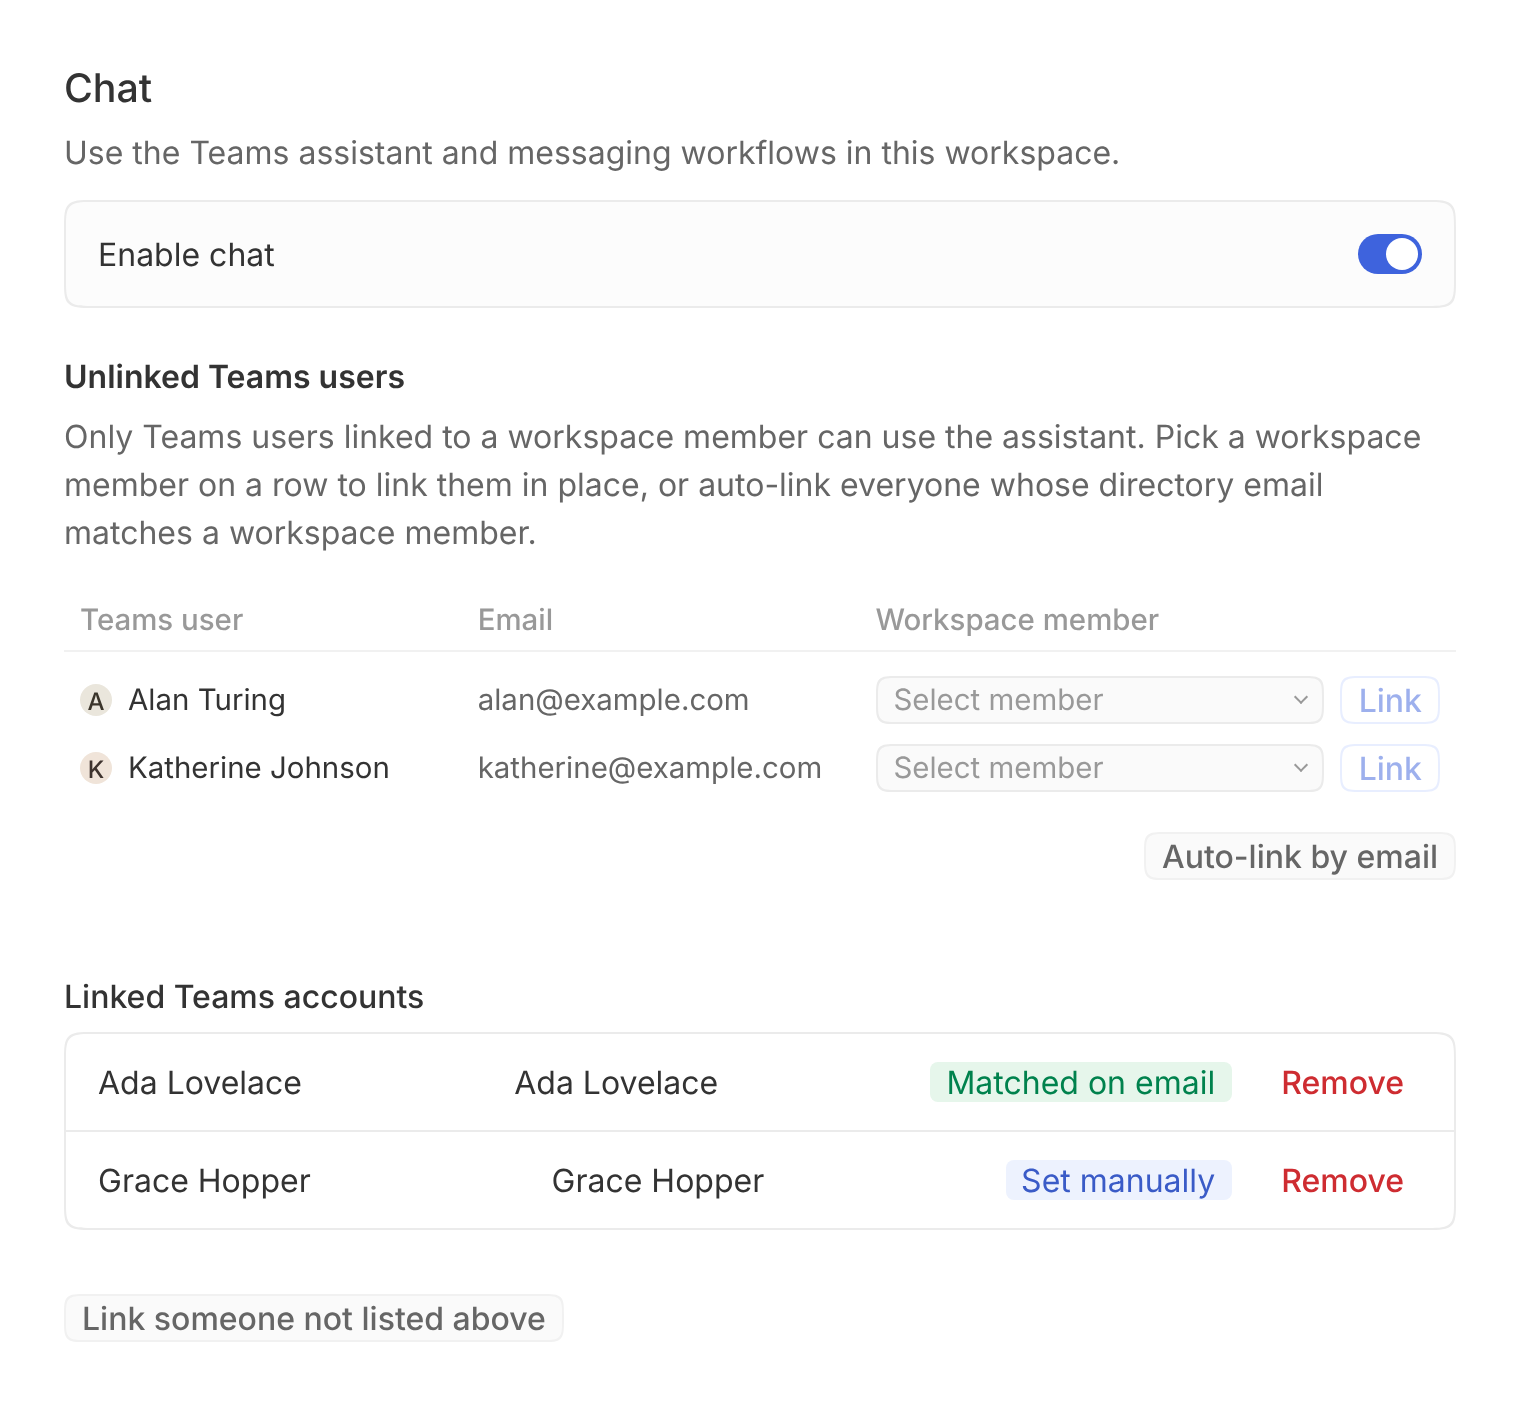 Chat
Use the Teams assistant and messaging workflows in this workspace.
Enable chat
Unlinked Teams users
Only Teams users linked to a workspace member can use the assistant. Pick a workspace
member on a row to link them in place, or auto-link everyone whose directory email
matches a workspace member.
Teams user Email Workspace member
A Alan Turing alan@example.com Select member Link
K Katherine Johnson katherine@example.com Select member Link
Auto-link by email
Linked Teams accounts
Ada Lovelace Ada Lovelace Matched on email Remove
Grace Hopper Grace Hopper Set manually Remove
Link someone not listed above